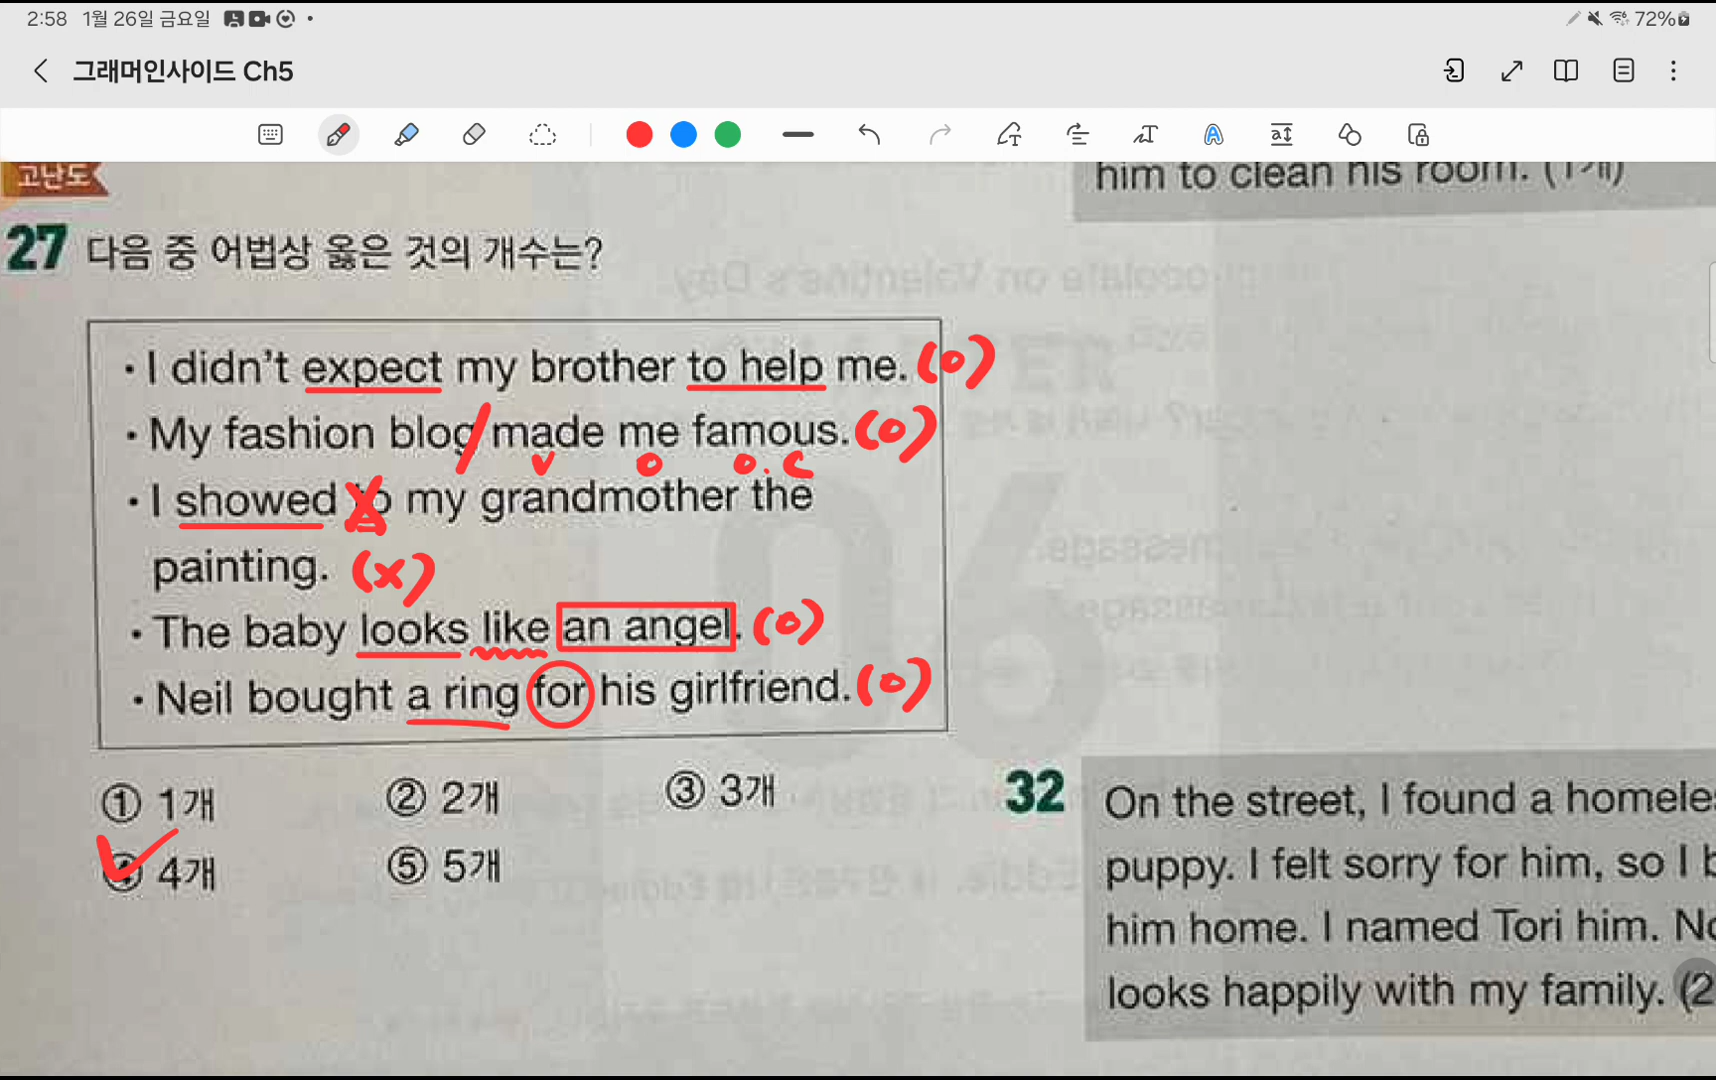 2:58 1월 26일 금요일
72%
그래머인사이드 Ch5
고난도
him to clean his room. (1개)
27 다음 중 어법상 옳은 것의 개수는?
• I didn't expect my brother to help me. (o)
• My fashion blog / made me famous. (o)
v o o.c
• I showed to my grandmother the
painting. (x)
• The baby looks like an angel. (o)
• Neil bought a ring for his girlfriend. (o)
① 1개 ② 2개 ③ 3개
④ 4개 ⑤ 5개
32 On the street, I found a homeles
puppy. I felt sorry for him, so I b
him home. I named Tori him. No
looks happily with my family. (2